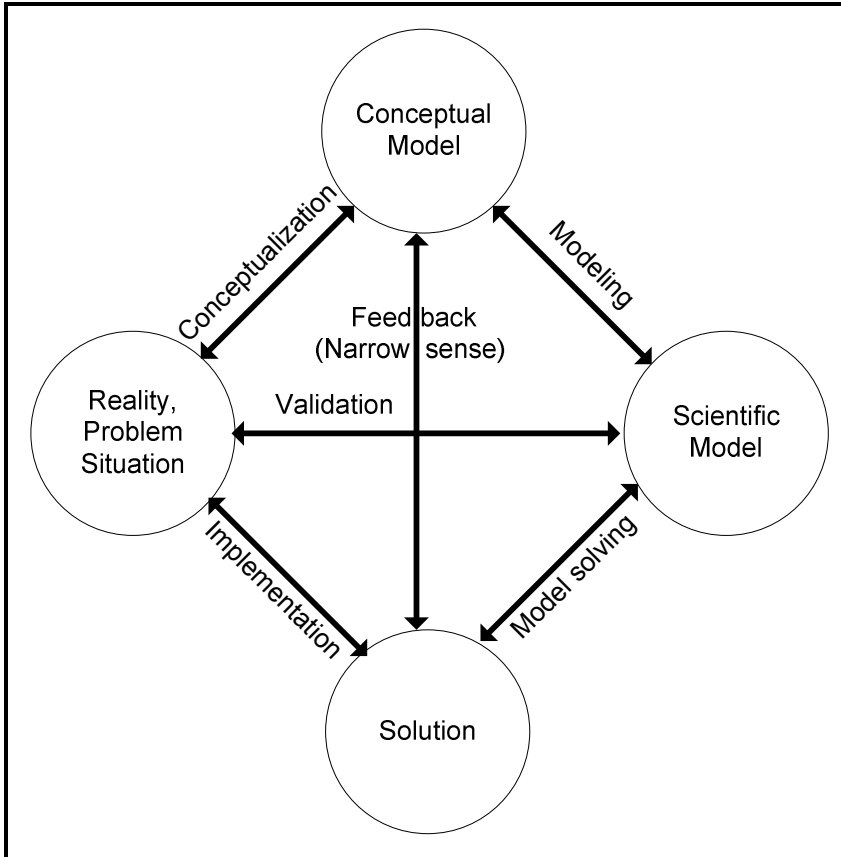 Conceptual
Model
Conceptualization
Modeling
Feedback
(Narrow sense)
Validation
Reality,
Problem
Situation
Scientific
Model
Implementation
Model solving
Solution